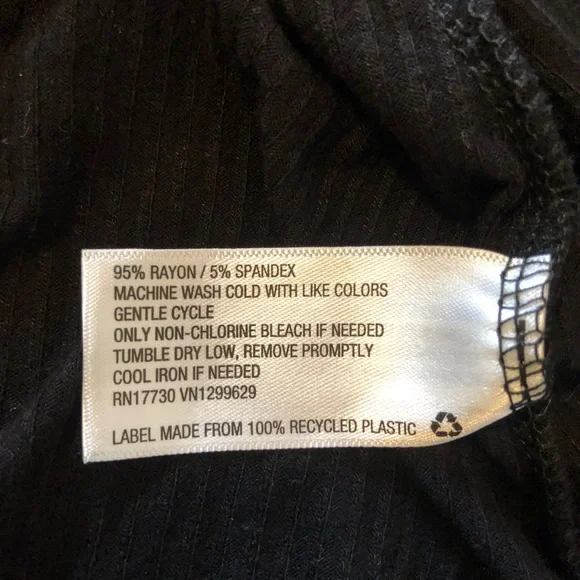 95% RAYON / 5% SPANDEX
MACHINE WASH COLD WITH LIKE COLORS
GENTLE CYCLE
ONLY NON-CHLORINE BLEACH IF NEEDED
TUMBLE DRY LOW, REMOVE PROMPTLY
COOL IRON IF NEEDED
RN17730 VN1299629
LABEL MADE FROM 100% RECYCLED PLASTIC